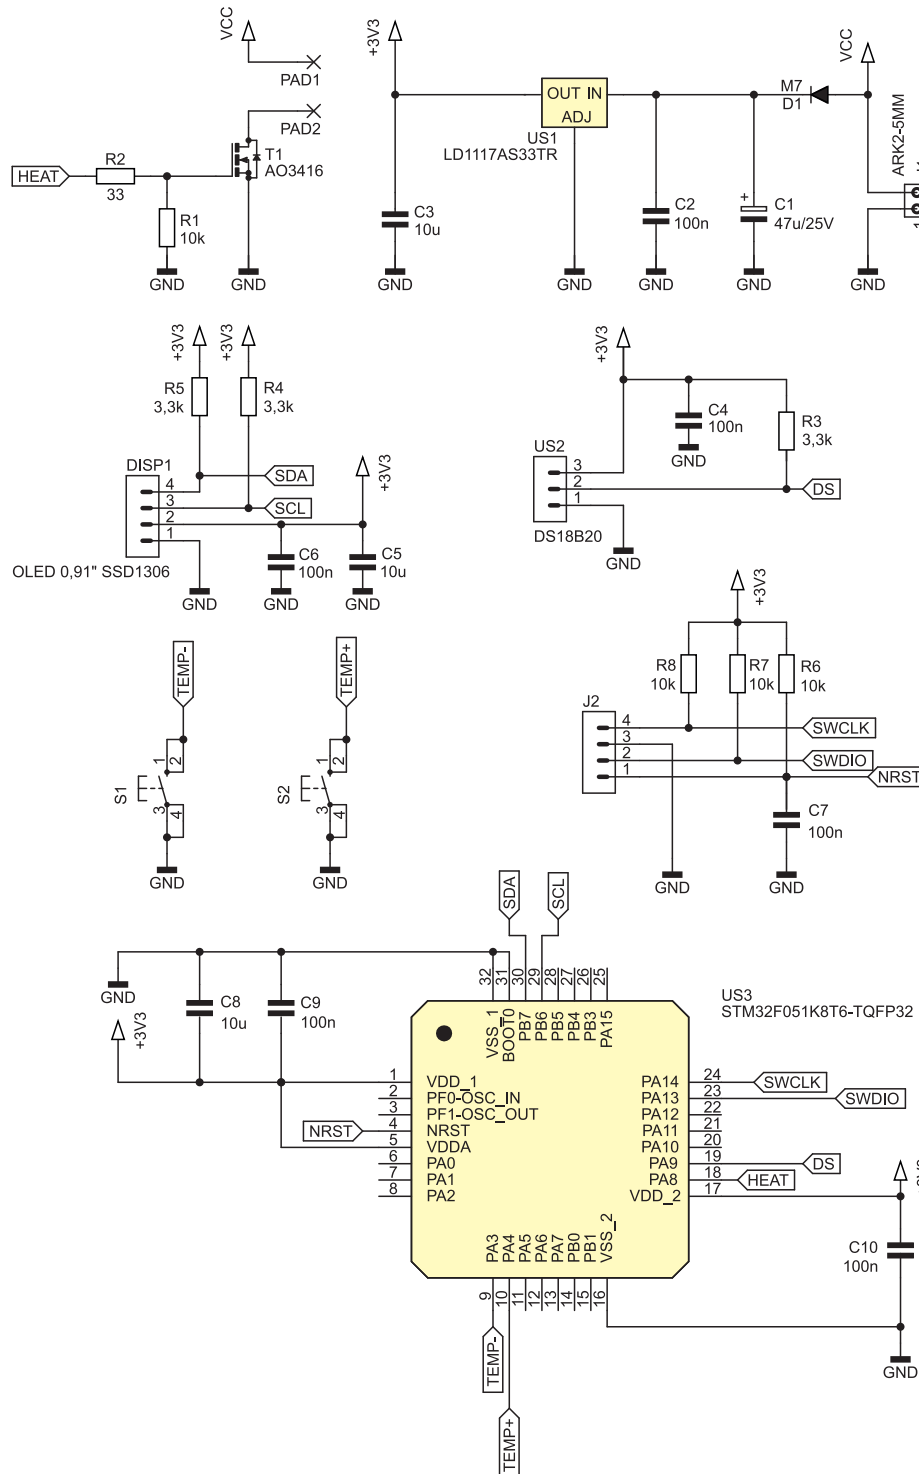 VCC
PAD1
PAD2
HEAT
R2
33
T1
AO3416
R1
10k
GND
GND
+3V3
OUT IN
ADJ
US1
LD1117AS33TR
C3
10u
GND
GND
C2
100n
GND
+
C1
47u/25V
GND
M7
D1
VCC
ARK2-5MM
1
GND
+3V3
+3V3
R5
3,3k
R4
3,3k
DISP1
4
3
2
1
SDA
SCL
+3V3
C6
100n
C5
10u
OLED 0,91" SSD1306
GND
GND
GND
+3V3
C4
100n
GND
R3
3,3k
US2
3
2
1
DS
DS18B20
GND
TEMP-
1
2
S1
3
4
GND
TEMP+
1
2
S2
3
4
GND
+3V3
R8
10k
R7
10k
R6
10k
J2
4
3
2
1
SWCLK
SWDIO
NRST
C7
100n
GND
GND
SDA
SCL
GND
+3V3
C8
10u
C9
100n
US3
STM32F051K8T6-TQFP32
32
31
30
29
28
27
26
25
VSS_1
BOOT0
PB7
PB6
PB5
PB4
PB3
PA15
1 VDD_1
2 PF0-OSC_IN
3 PF1-OSC_OUT
NRST 4 NRST
5 VDDA
6 PA0
7 PA1
8 PA2
PA14 24 SWCLK
PA13 23 SWDIO
PA12 22
PA11 21
PA10 20
PA9 19 DS
PA8 18 HEAT
VDD_2 17
PA3
PA4
PA5
PA6
PA7
PB0
PB1
VSS_2
9
10
11
12
13
14
15
16
C10
100n
GND
TEMP-
TEMP+